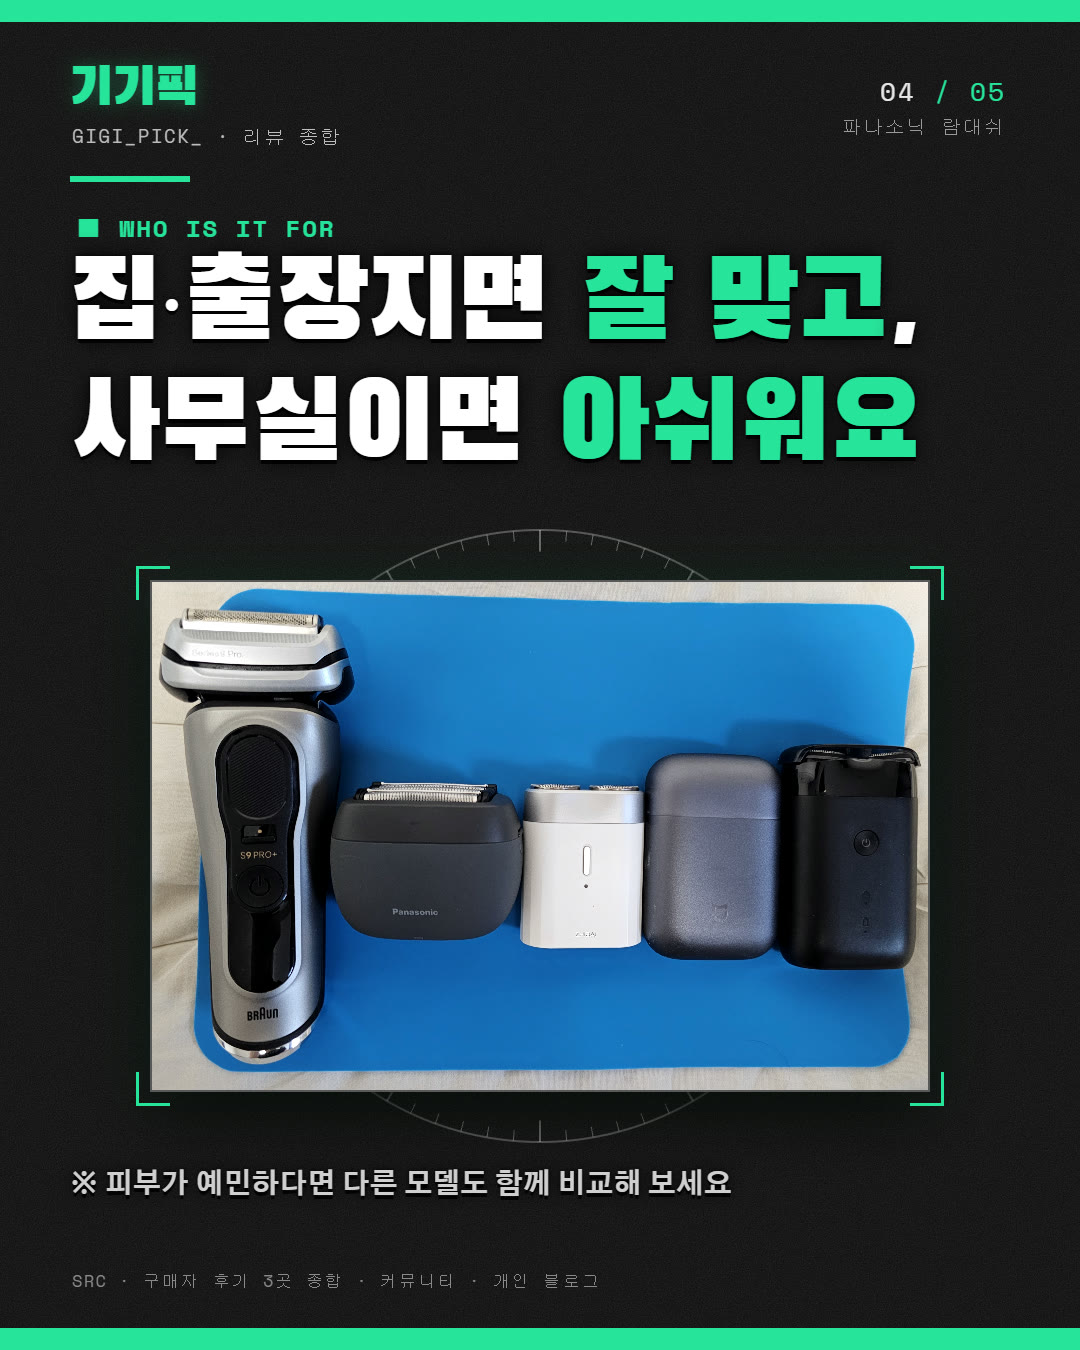 기기픽
GIGI_PICK_ · 리뷰 종합
04 / 05
파나소닉 람대쉬
■ WHO IS IT FOR
집·출장지면 잘 맞고,
사무실이면 아쉬워요
Series 9 Pro
S9 PRO+
BRAUN
Panasonic
※ 피부가 예민하다면 다른 모델도 함께 비교해 보세요
SRC · 구매자 후기 3곳 종합 · 커뮤니티 · 개인 블로그